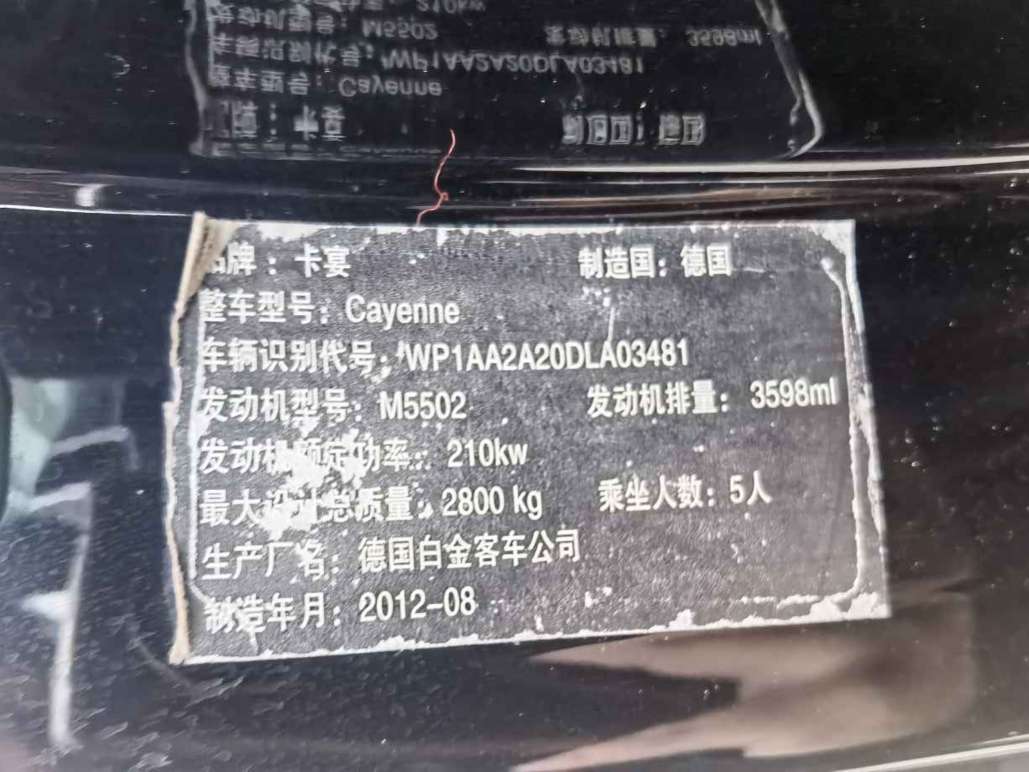 品牌：卡宴 制造国：德国
整车型号：Cayenne
车辆识别代号：WP1AA2A20DLA03481
发动机型号：M5502 发动机排量：3598ml
发动机额定功率：210kw
最大设计总质量：2800 kg 乘坐人数：5人
生产厂名：德国白金客车公司
制造年月：2012-08